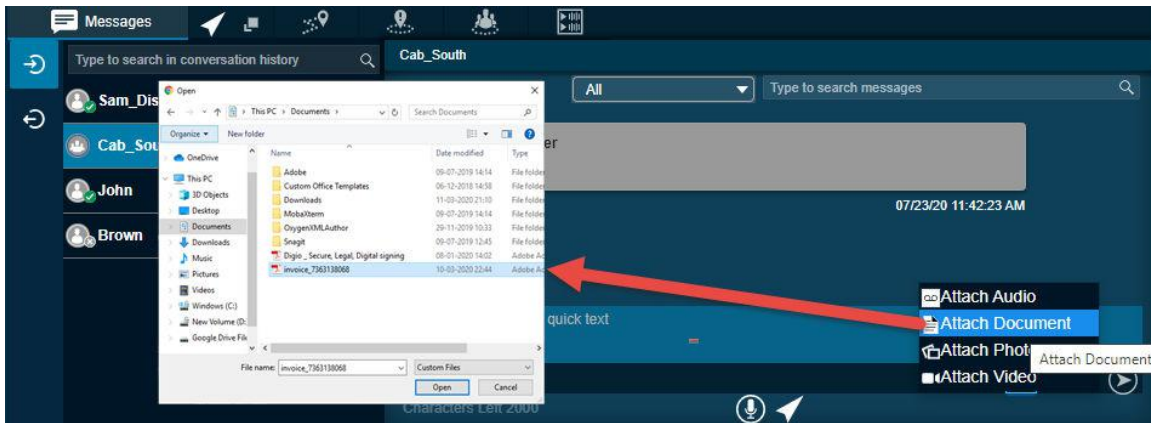 Messages
Type to search in conversation history
Cab_South
Sam_Dis
Cab_Sou
John
Brown
All
Type to search messages
er
07/23/20 11:42:23 AM
quick text
Attach Audio
Attach Document
Attach Phot
Attach Document
Attach Video
Characters Left 2000
Open
This PC > Documents >
Search Documents
Organize
New folder
OneDrive
This PC
3D Objects
Desktop
Documents
Downloads
Music
Pictures
Videos
Windows (C:)
New Volume (D:
Google Drive File
Name Date modified Type
Adobe 09-07-2019 14:14 File folder
Custom Office Templates 06-12-2018 14:58 File folder
Downloads 11-03-2020 21:10 File folder
MobaXterm 09-07-2019 14:14 File folder
OxygenXMLAuthor 29-11-2019 10:33 File folder
Snagit 09-07-2019 12:45 File folder
Digio _ Secure, Legal, Digital signing 08-01-2020 14:02 Adobe Ac
invoice_7363138068 10-03-2020 22:44 Adobe Ac
File name: invoice_7363138068
Custom Files
Open
Cancel